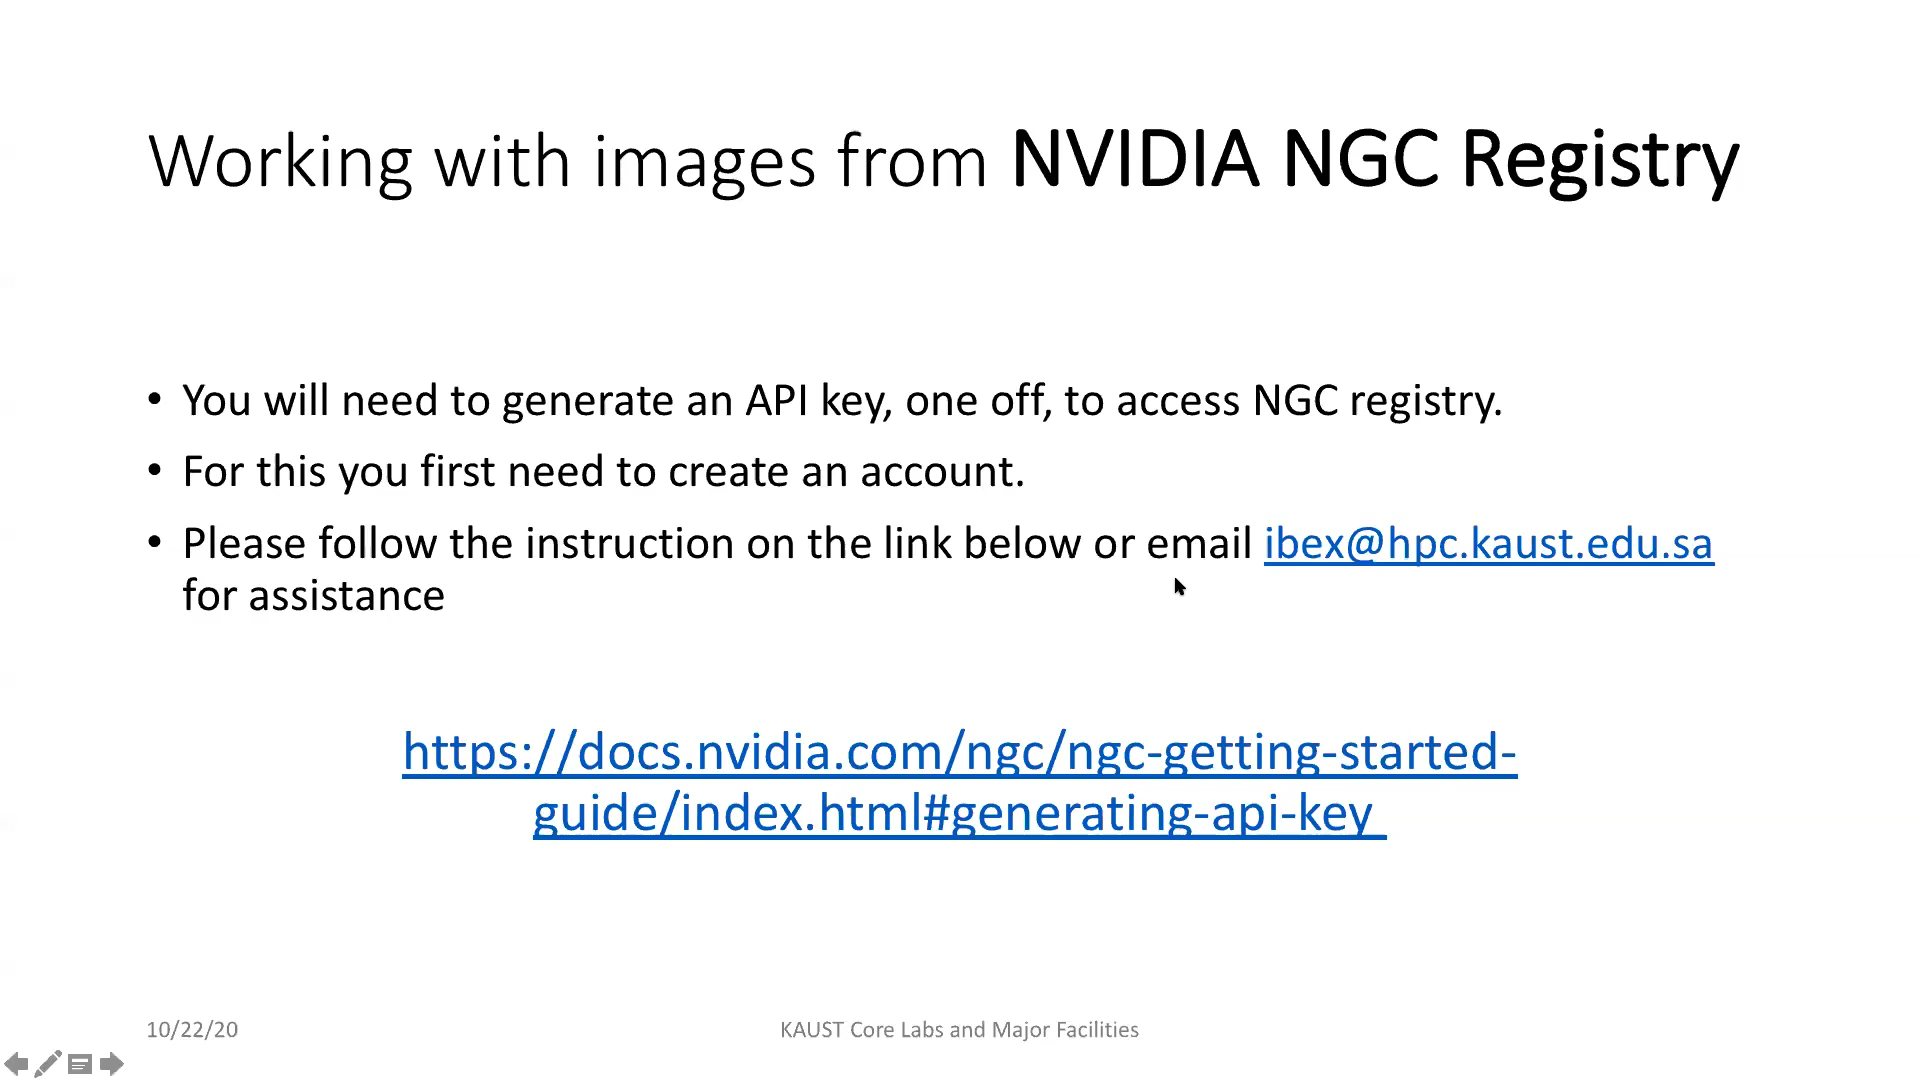 Working with images from NVIDIA NGC Registry
• You will need to generate an API key, one off, to access NGC registry.
• For this you first need to create an account.
• Please follow the instruction on the link below or email ibex@hpc.kaust.edu.sa
for assistance
https://docs.nvidia.com/ngc/ngc-getting-started-
guide/index.html#generating-api-key
10/22/20
KAUST Core Labs and Major Facilities